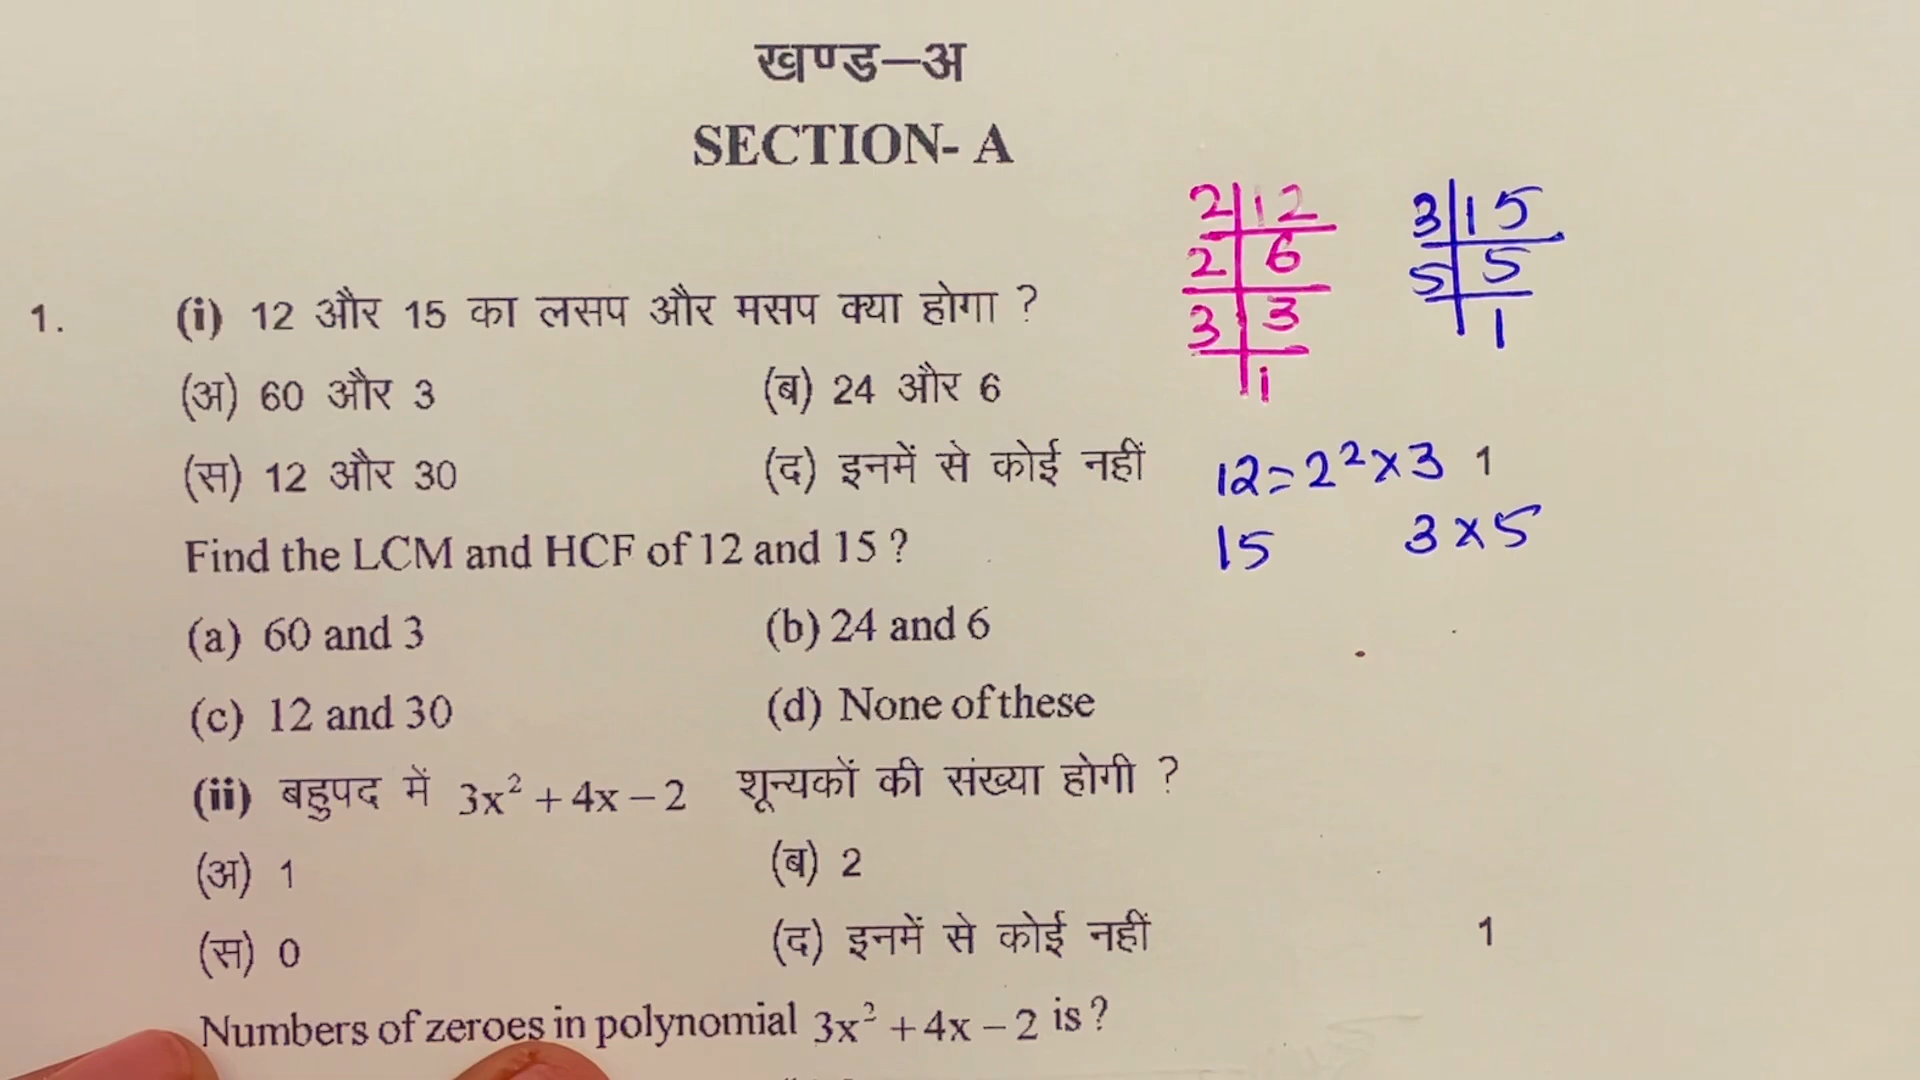 खण्ड–अ
SECTION- A
2 | 12
2 | 6
3 | 3
1
3 | 15
5 | 5
1
1. (i) 12 और 15 का लसप और मसप क्या होगा ?
(अ) 60 और 3 (ब) 24 और 6
(स) 12 और 30 (द) इनमें से कोई नहीं 1
12 = 2² × 3
15 3 × 5
Find the LCM and HCF of 12 and 15 ?
(a) 60 and 3 (b) 24 and 6
(c) 12 and 30 (d) None of these
(ii) बहुपद में 3x² + 4x – 2 शून्यकों की संख्या होगी ?
(अ) 1 (ब) 2
(स) 0 (द) इनमें से कोई नहीं 1
Numbers of zeroes in polynomial 3x² + 4x – 2 is ?